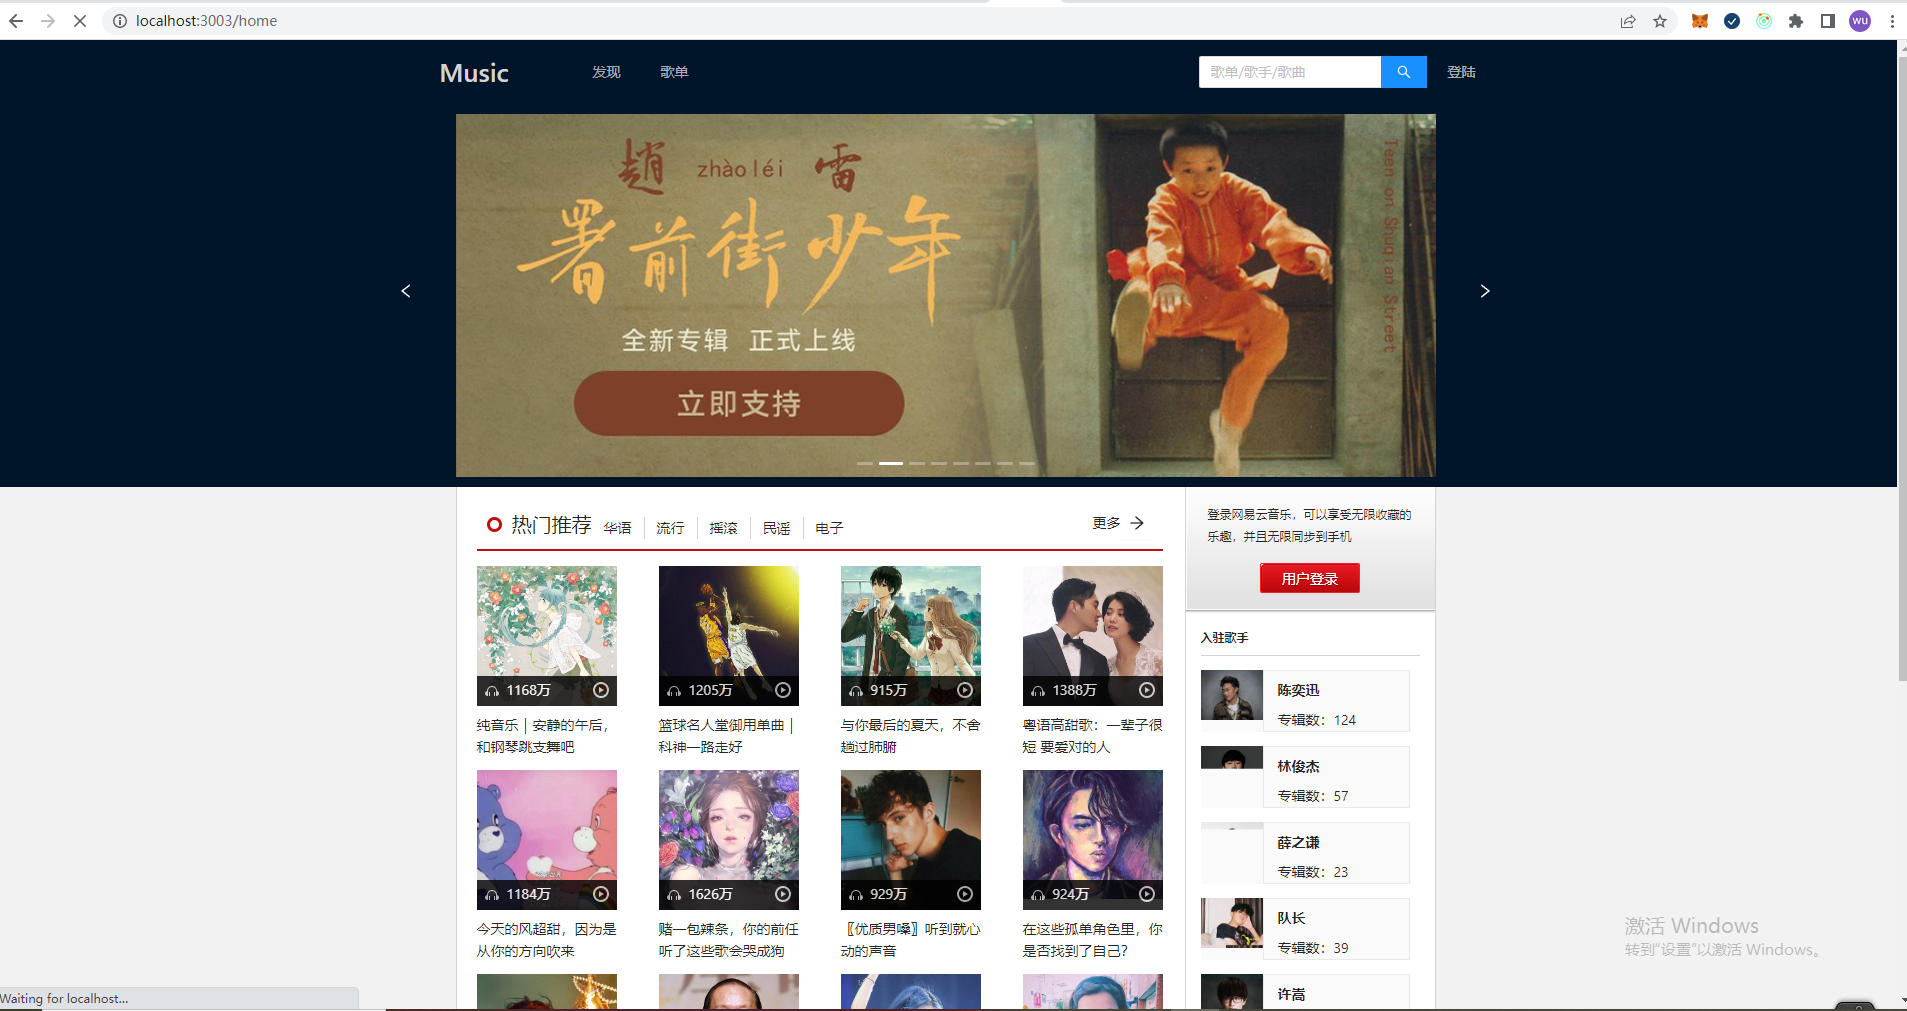 localhost:3003/home
wu
Music
发现
歌单
歌单/歌手/歌曲
登陆
趙 zhàoléi 雷
署前街少年
Teen on Shuqian Street
全新专辑 正式上线
立即支持
热门推荐
华语
流行
摇滚
民谣
电子
更多
1168万
1205万
915万
1388万
纯音乐｜安静的午后，
和钢琴跳支舞吧
篮球名人堂御用单曲｜
科神一路走好
与你最后的夏天，不舍
趟过肺腑
粤语高甜歌：一辈子很
短 要爱对的人
1184万
1626万
929万
924万
今天的风超甜，因为是
从你的方向吹来
赌一包辣条，你的前任
听了这些歌会哭成狗
〖优质男嗓〗听到就心
动的声音
在这些孤单角色里，你
是否找到了自己?
登录网易云音乐，可以享受无限收藏的
乐趣，并且无限同步到手机
用户登录
入驻歌手
陈奕迅
专辑数：124
林俊杰
专辑数：57
薛之谦
专辑数：23
队长
专辑数：39
许嵩
激活 Windows
转到“设置”以激活 Windows。
Waiting for localhost...